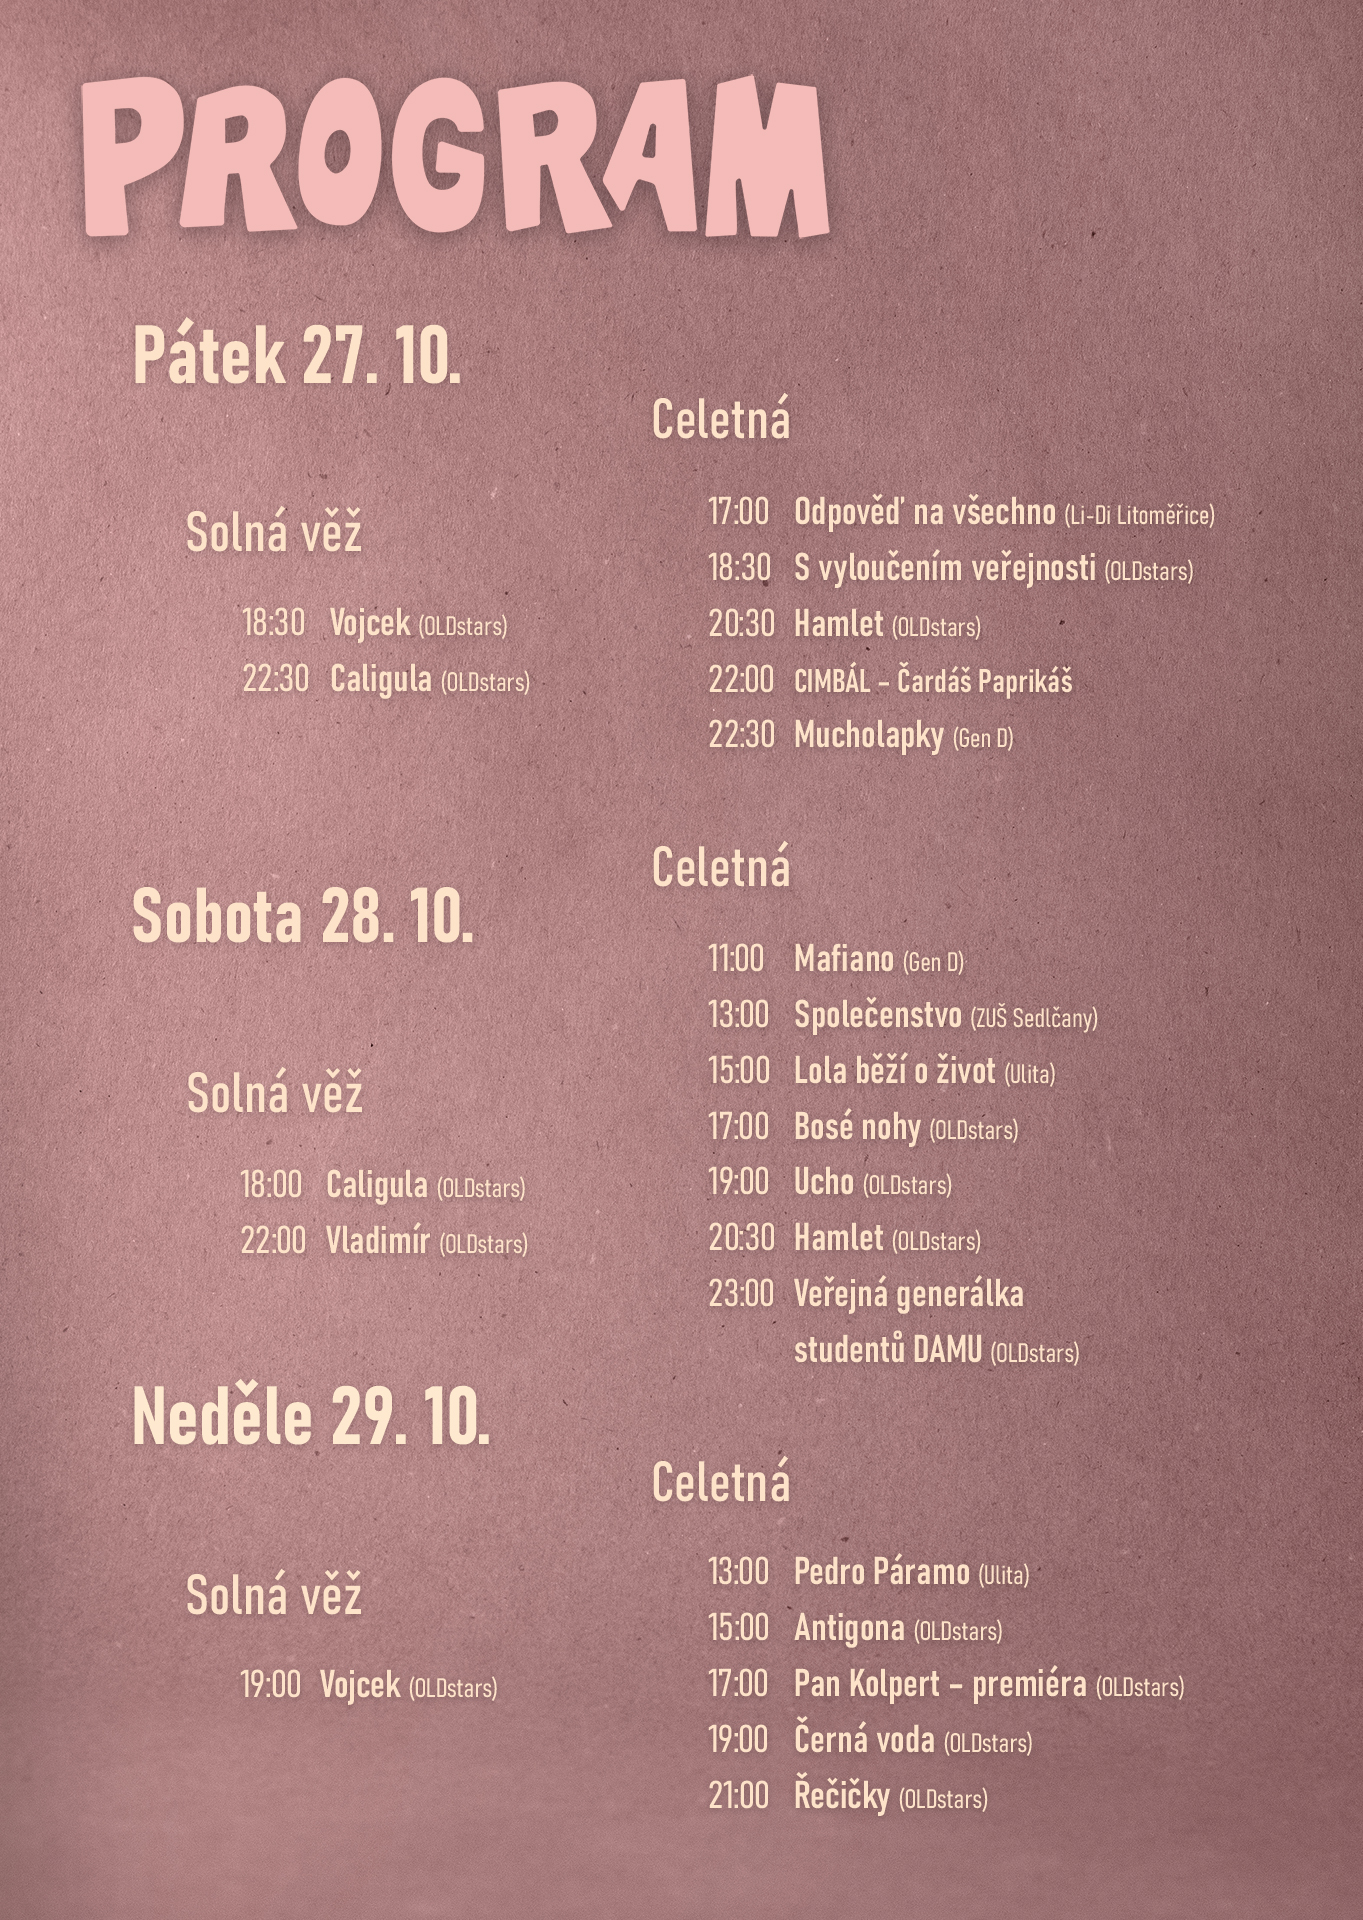 PROGRAM
Pátek 27. 10.
Solná věž
18:30 Vojcek (OLDstars)
22:30 Caligula (OLDstars)
Celetná
17:00 Odpověď na všechno (Li-Di Litoměřice)
18:30 S vyloučením veřejnosti (OLDstars)
20:30 Hamlet (OLDstars)
22:00 CIMBÁL – Čardáš Paprikáš
22:30 Mucholapky (Gen D)
Sobota 28. 10.
Solná věž
18:00 Caligula (OLDstars)
22:00 Vladimír (OLDstars)
Celetná
11:00 Mafiano (Gen D)
13:00 Společenstvo (ZUŠ Sedlčany)
15:00 Lola běží o život (Ulita)
17:00 Bosé nohy (OLDstars)
19:00 Ucho (OLDstars)
20:30 Hamlet (OLDstars)
23:00 Veřejná generálka
studentů DAMU (OLDstars)
Neděle 29. 10.
Solná věž
19:00 Vojcek (OLDstars)
Celetná
13:00 Pedro Páramo (Ulita)
15:00 Antigona (OLDstars)
17:00 Pan Kolpert – premiéra (OLDstars)
19:00 Černá voda (OLDstars)
21:00 Řečičky (OLDstars)